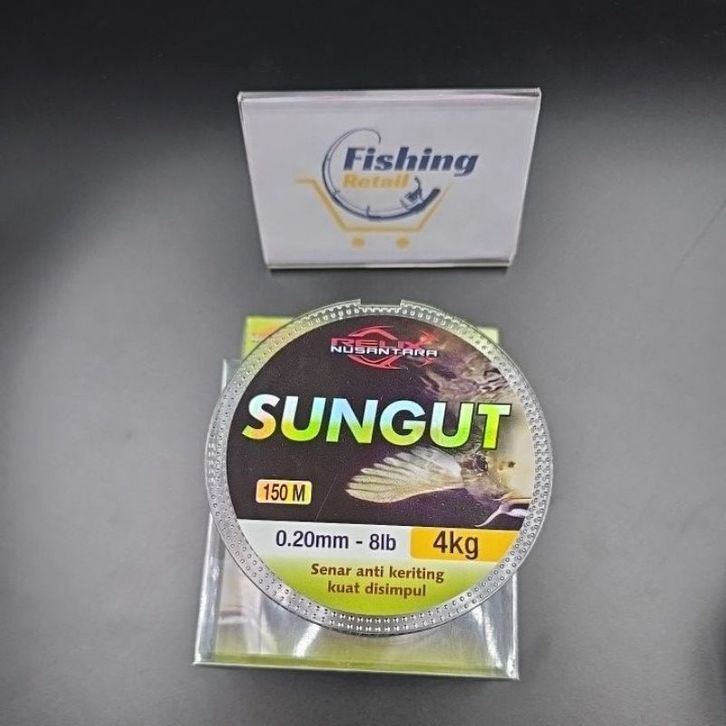 Fishing
Retail
RELIX
NUSANTARA
SUNGUT
150 M
0.20mm - 8lb
4kg
Senar anti keriting
kuat disimpul